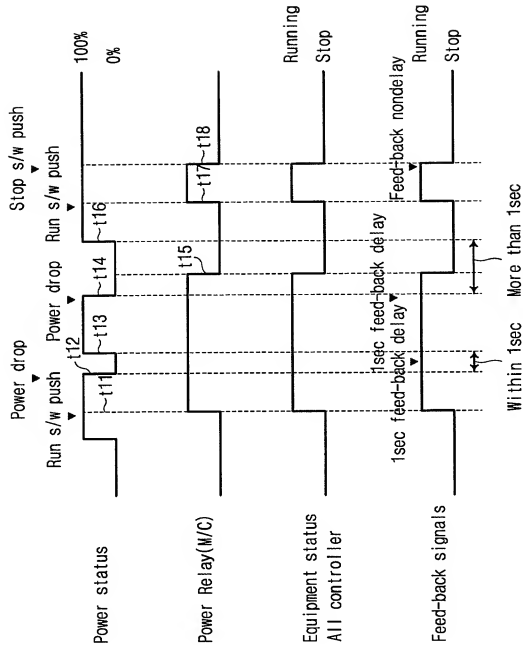 Power drop
Stop s/w push
Run s/w push
Power drop
Run s/w push
t12
t11
t13
t14
t16
100%
0%
Power status
t15
t17
t18
Power Relay(M/C)
Running
Stop
Equipment status
All controller
1sec feed-back delay
1sec feed-back delay
Feed-back nondelay
Running
Stop
Feed-back signals
Within 1sec
More than 1sec